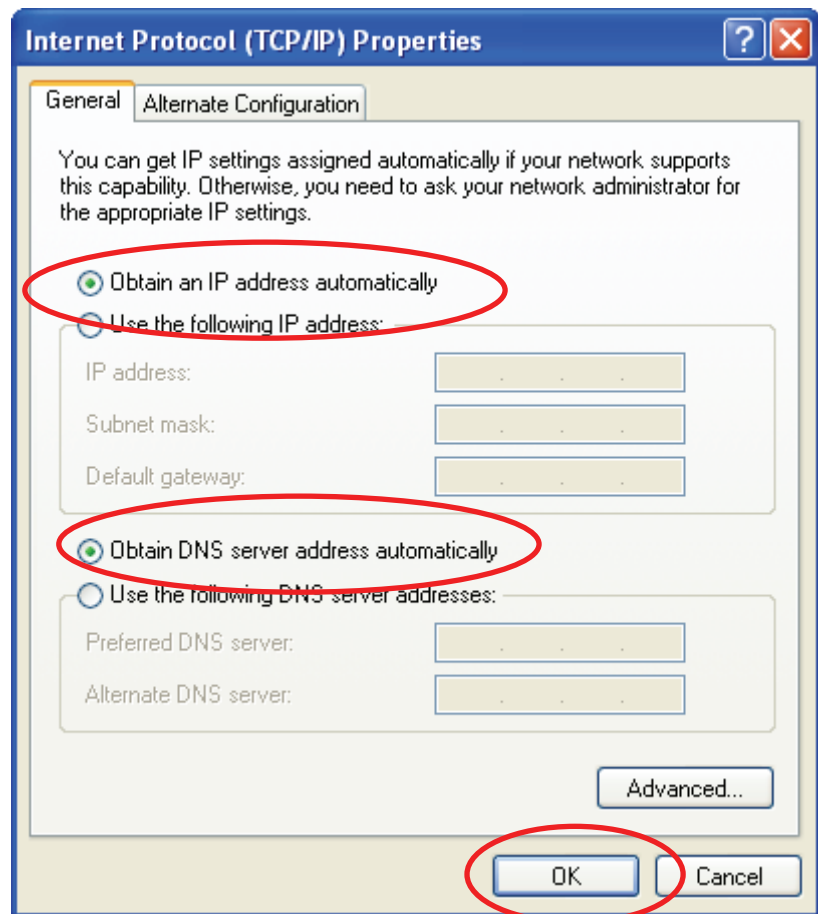 Internet Protocol (TCP/IP) Properties
General
Alternate Configuration
You can get IP settings assigned automatically if your network supports
this capability. Otherwise, you need to ask your network administrator for
the appropriate IP settings.
Obtain an IP address automatically
Use the following IP address:
IP address:
Subnet mask:
Default gateway:
Obtain DNS server address automatically
Use the following DNS server addresses:
Preferred DNS server:
Alternate DNS server:
Advanced...
OK
Cancel